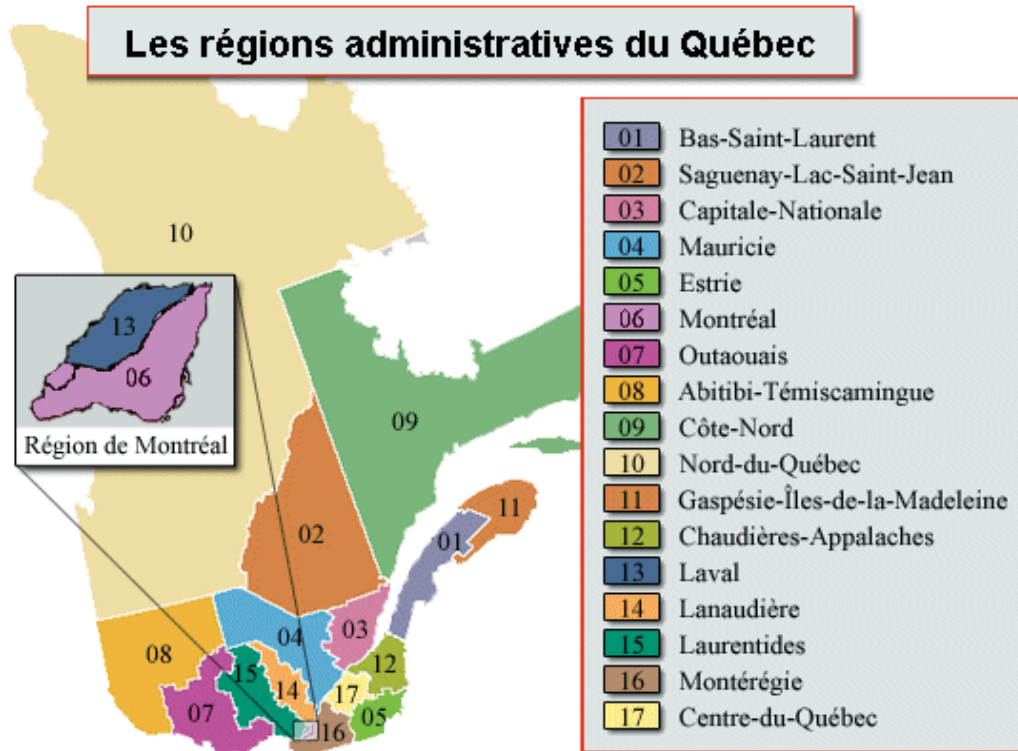 Les régions administratives du Québec
01 Bas-Saint-Laurent
02 Saguenay-Lac-Saint-Jean
03 Capitale-Nationale
04 Mauricie
05 Estrie
06 Montréal
07 Outaouais
08 Abitibi-Témiscamingue
09 Côte-Nord
10 Nord-du-Québec
11 Gaspésie-Îles-de-la-Madeleine
12 Chaudières-Appalaches
13 Laval
14 Lanaudière
15 Laurentides
16 Montérégie
17 Centre-du-Québec
10
13
06
Région de Montréal
09
11
01
02
03
04
12
08
15
14
17
07
16
05